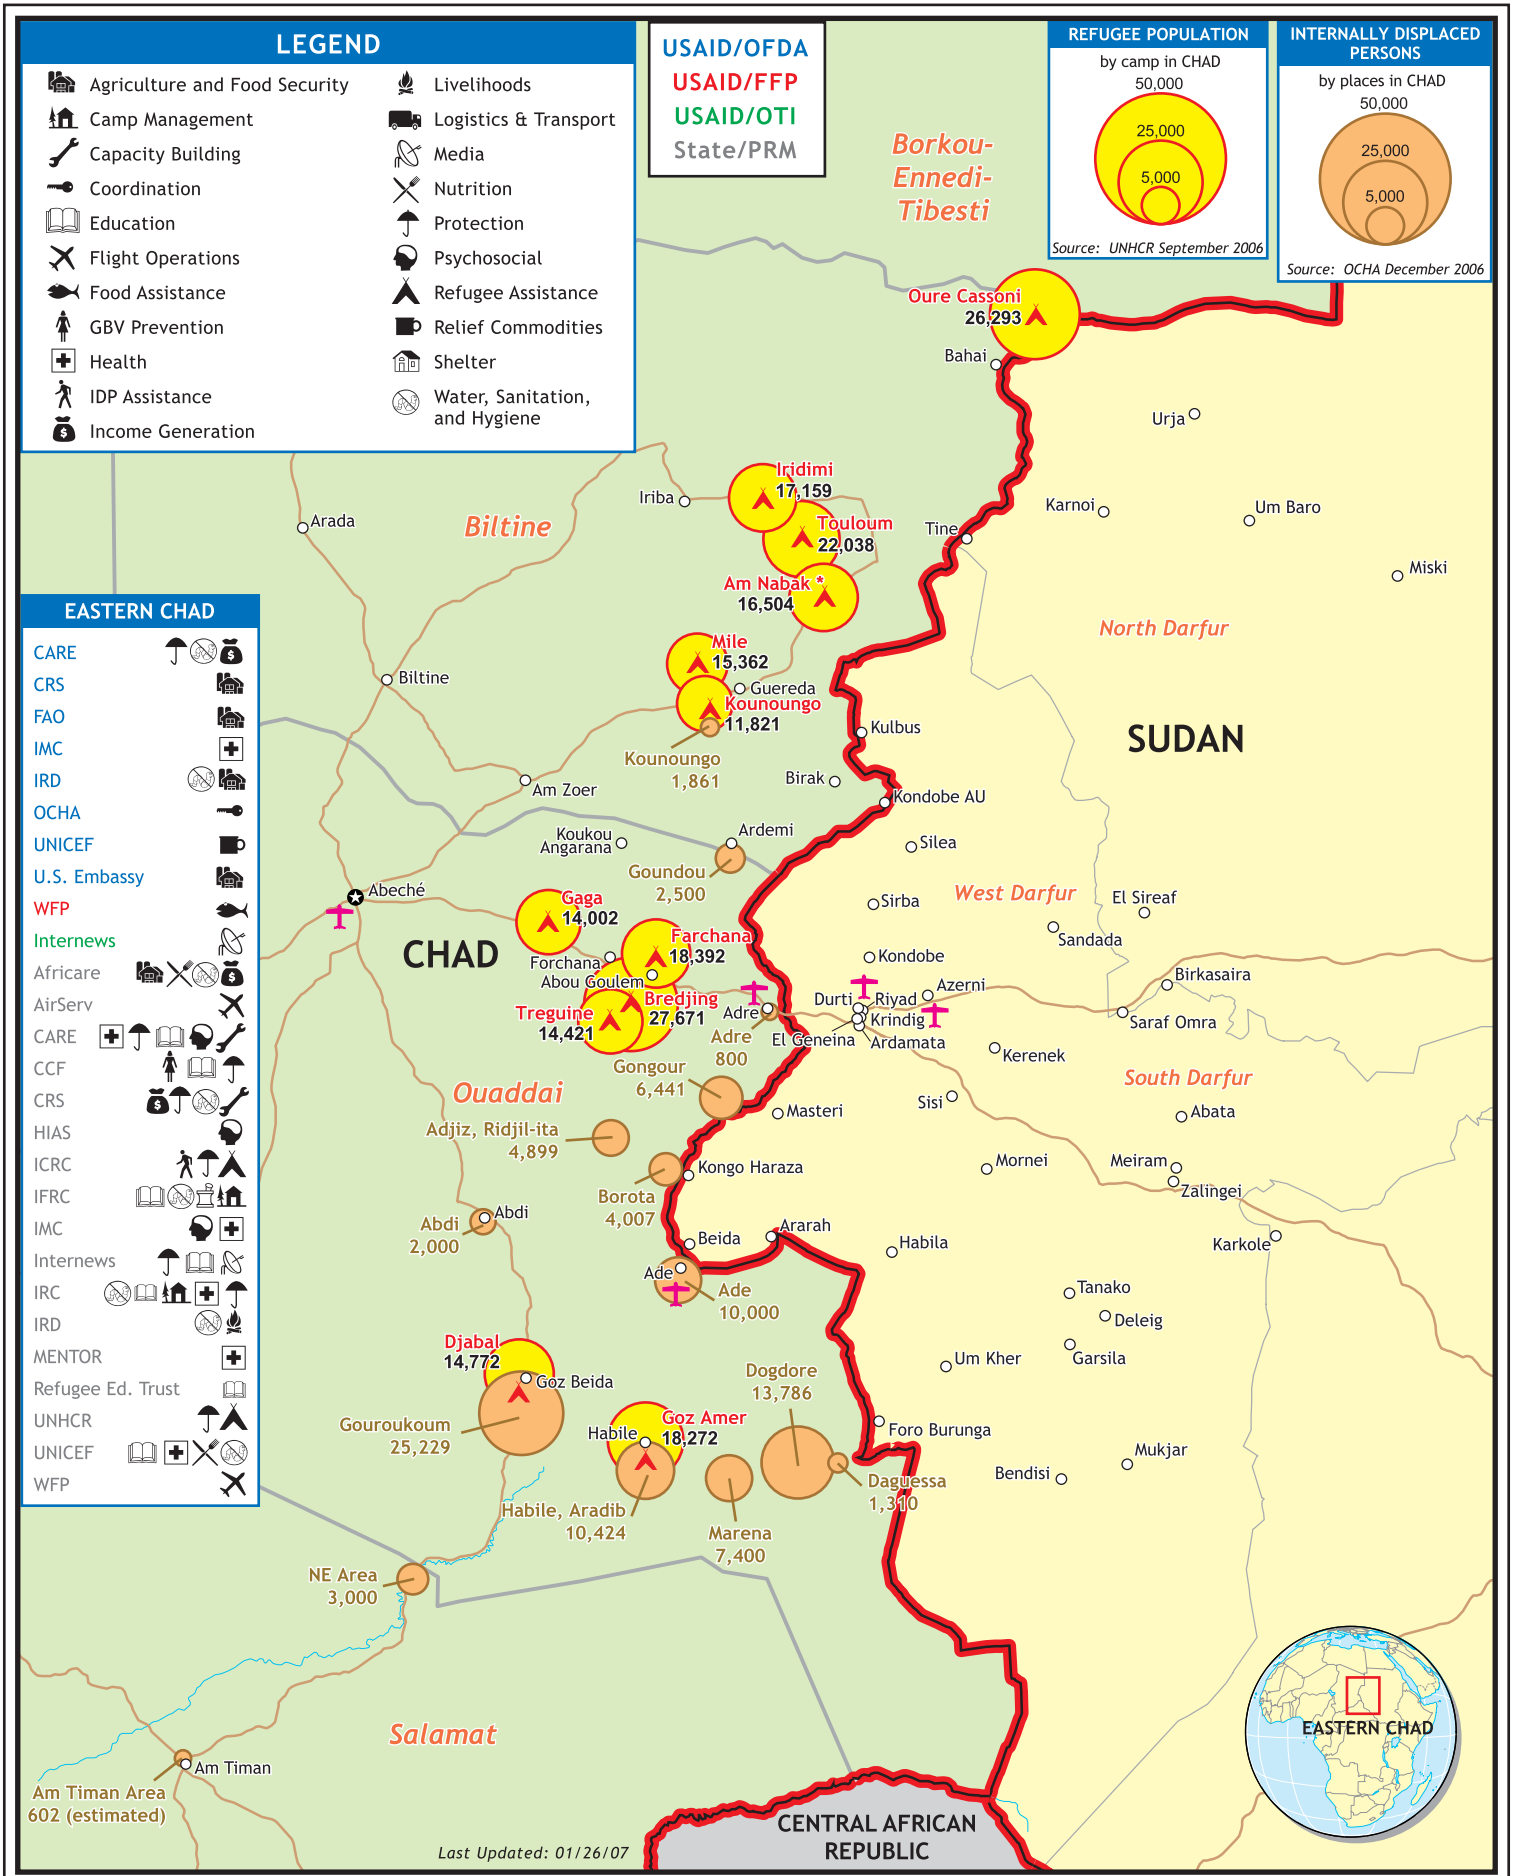 LEGEND
Agriculture and Food Security
Camp Management
Capacity Building
Coordination
Education
Flight Operations
Food Assistance
GBV Prevention
Health
IDP Assistance
Income Generation
Livelihoods
Logistics & Transport
Media
Nutrition
Protection
Psychosocial
Refugee Assistance
Relief Commodities
Shelter
Water, Sanitation,
and Hygiene
USAID/OFDA
USAID/FFP
USAID/OTI
State/PRM
REFUGEE POPULATION
by camp in CHAD
50,000
25,000
5,000
Source: UNHCR September 2006
INTERNALLY DISPLACED
PERSONS
by places in CHAD
50,000
25,000
5,000
Source: OCHA December 2006
Borkou-
Ennedi-
Tibesti
Oure Cassoni
26,293
Bahai
Urja
Iridimi
17,159
Iriba
Touloum
22,038
Arada
Biltine
Karnoi
Um Baro
Tine
Miski
Am Nabak *
16,504
North Darfur
Mile
15,362
Biltine
Guereda
Kounoungo
11,821
Kulbus
SUDAN
Kounoungo
1,861
Birak
Am Zoer
Kondobe AU
Koukou
Angarana
Ardemi
Silea
Goundou
2,500
Abeché
Gaga
14,002
Sirba
West Darfur
El Sireaf
Sandada
CHAD
Farchana
18,392
Forchana
Abou Goulem
Kondobe
Birkasaira
Azerni
Durti
Riyad
Bredjing
27,671
Treguine
14,421
Adre
Krindig
Saraf Omra
Adre
800
El Geneina
Ardamata
Kerenek
Gongour
6,441
South Darfur
Ouaddai
Sisi
Masteri
Abata
Adjiz, Ridjil-ita
4,899
Kongo Haraza
Mornei
Meiram
Zalingei
Borota
4,007
Abdi
Abdi
2,000
Beida
Ararah
Habila
Karkole
Ade
Ade
10,000
Tanako
Deleig
Djabal
14,772
Garsila
Um Kher
Goz Beida
Dogdore
13,786
Gouroukoum
25,229
Goz Amer
18,272
Habile
Foro Burunga
Mukjar
Bendisi
Daguessa
1,310
Habile, Aradib
10,424
Marena
7,400
NE Area
3,000
Salamat
Am Timan
Am Timan Area
602 (estimated)
CENTRAL AFRICAN
REPUBLIC
Last Updated: 01/26/07
EASTERN CHAD
EASTERN CHAD
CARE
CRS
FAO
IMC
IRD
OCHA
UNICEF
U.S. Embassy
WFP
Internews
Africare
AirServ
CARE
CCF
CRS
HIAS
ICRC
IFRC
IMC
Internews
IRC
IRD
MENTOR
Refugee Ed. Trust
UNHCR
UNICEF
WFP